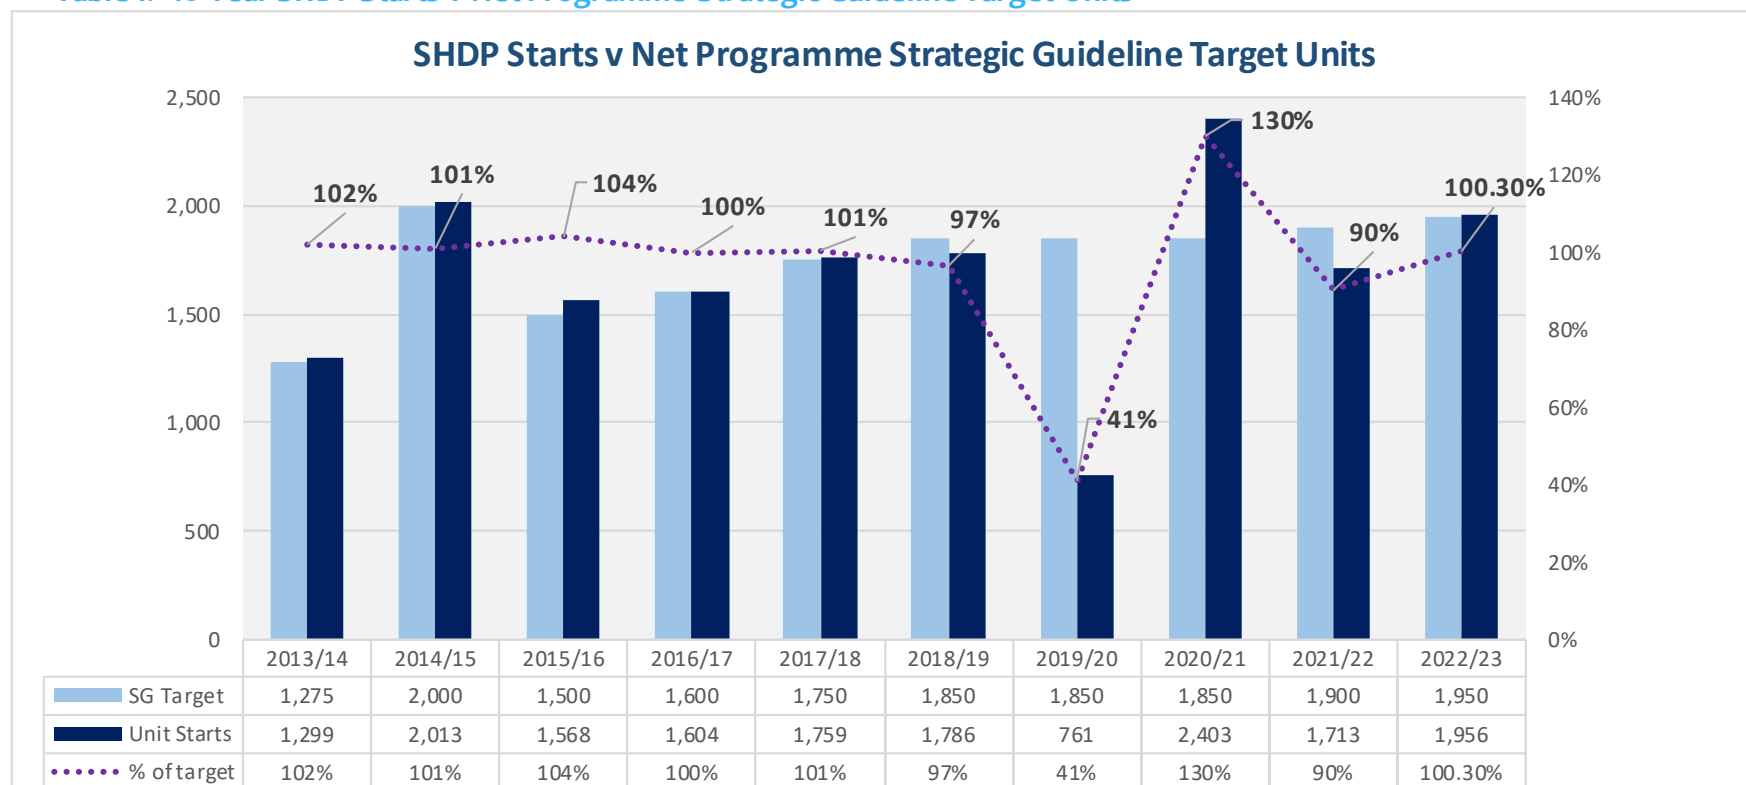 SHDP Starts v Net Programme Strategic Guideline Target Units
2,500 140%
130%
120%
102% 101% 104% 100% 101% 97% 90% 100.30%
2,000
100%
1,500
80%
1,000 60%
41%
40%
500
20%
0 0%
2013/14 2014/15 2015/16 2016/17 2017/18 2018/19 2019/20 2020/21 2021/22 2022/23
SG Target 1,275 2,000 1,500 1,600 1,750 1,850 1,850 1,850 1,900 1,950
Unit Starts 1,299 2,013 1,568 1,604 1,759 1,786 761 2,403 1,713 1,956
% of target 102% 101% 104% 100% 101% 97% 41% 130% 90% 100.30%